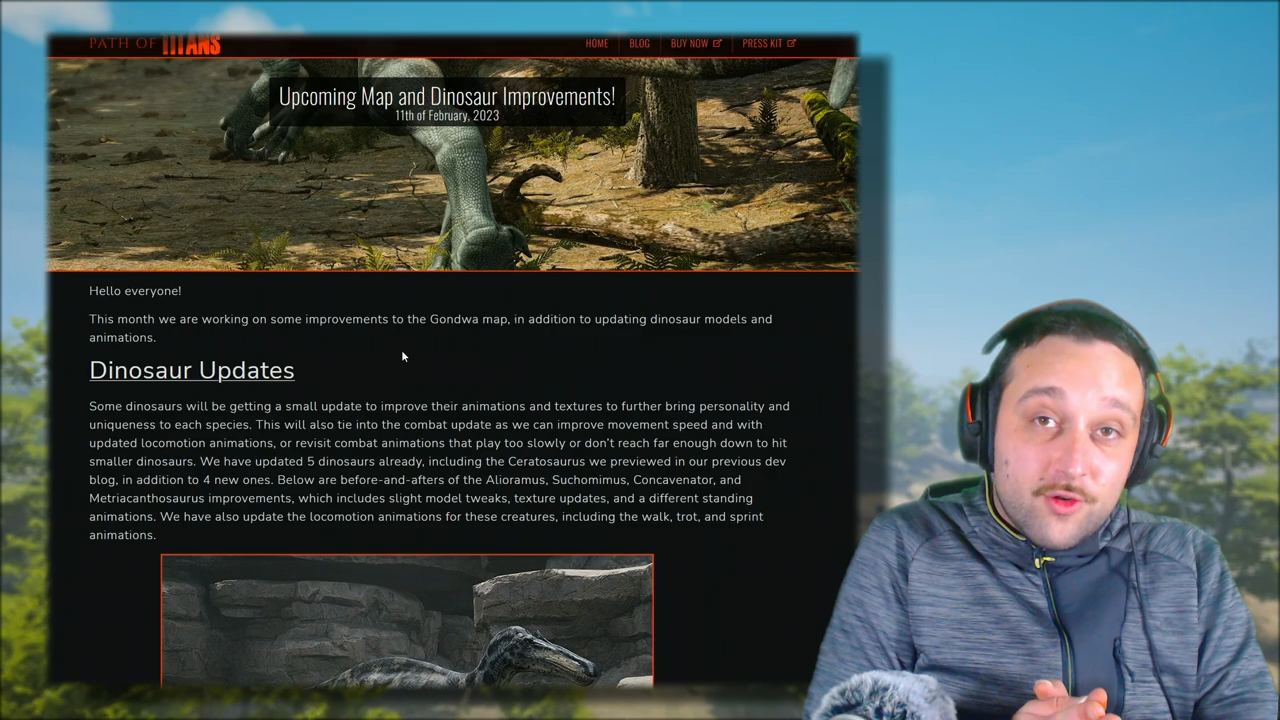 PATH OF TITANS
HOME BLOG BUY NOW PRESS KIT
Upcoming Map and Dinosaur Improvements!
11th of February, 2023
Hello everyone!
This month we are working on some improvements to the Gondwa map, in addition to updating dinosaur models and
animations.
Dinosaur Updates
Some dinosaurs will be getting a small update to improve their animations and textures to further bring personality and
uniqueness to each species. This will also tie into the combat update as we can improve movement speed and with
updated locomotion animations, or revisit combat animations that play too slowly or don't reach far enough down to hit
smaller dinosaurs. We have updated 5 dinosaurs already, including the Ceratosaurus we previewed in our previous dev
blog, in addition to 4 new ones. Below are before-and-afters of the Alioramus, Suchomimus, Concavenator, and
Metriacanthosaurus improvements, which includes slight model tweaks, texture updates, and a different standing
animations. We have also update the locomotion animations for these creatures, including the walk, trot, and sprint
animations.